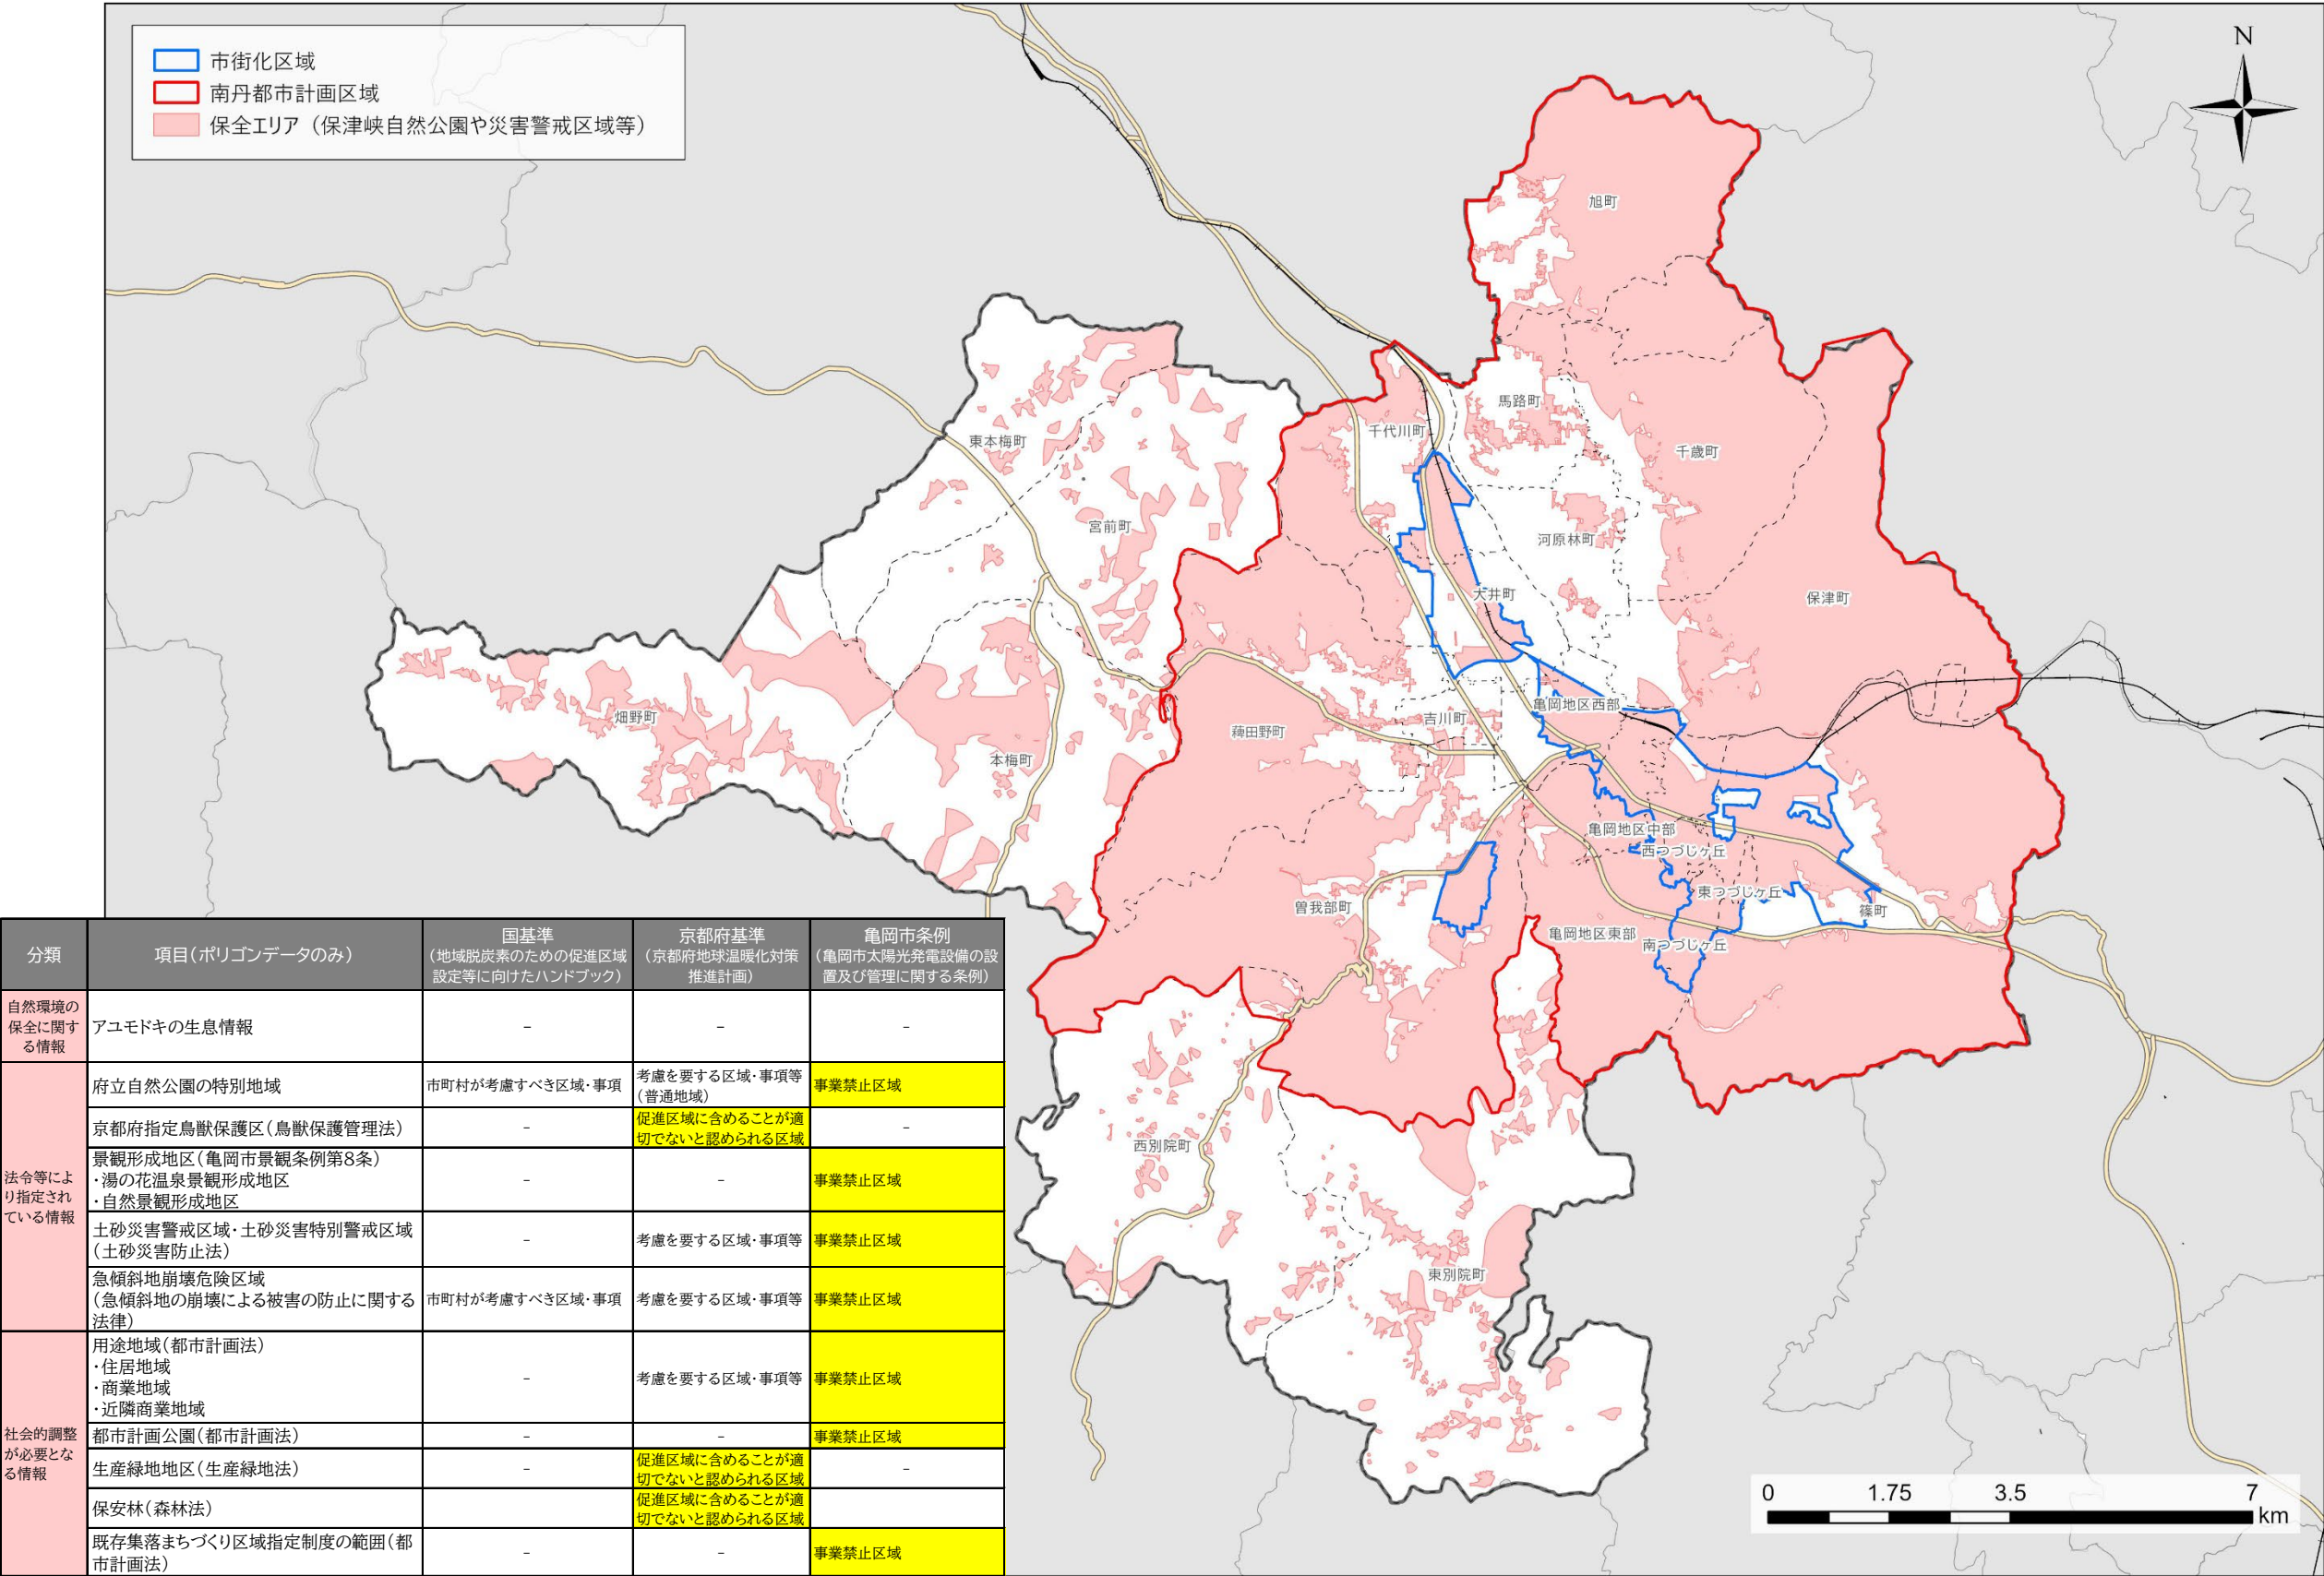 市街化区域
南丹都市計画区域
保全エリア（保津峡自然公園や災害警戒区域等）
N
旭町
馬路町
千代川町
千歳町
東本梅町
宮前町
河原林町
大井町
保津町
畑野町
本梅町
薭田野町
吉川町
亀岡地区西部
亀岡地区中部
西つづじヶ丘
東つづじヶ丘
曽我部町
篠町
亀岡地区東部
南つづじヶ丘
西別院町
東別院町
0 1.75 3.5 7
km
分類
項目（ポリゴンデータのみ）
国基準
（地域脱炭素のための促進区域
設定等に向けたハンドブック）
京都府基準
（京都府地球温暖化対策
推進計画）
亀岡市条例
（亀岡市太陽光発電設備の設
置及び管理に関する条例）
自然環境の
保全に関す
る情報
アユモドキの生息情報
-
-
-
法令等によ
り指定され
ている情報
府立自然公園の特別地域
市町村が考慮すべき区域・事項
考慮を要する区域・事項等
（普通地域）
事業禁止区域
京都府指定鳥獣保護区（鳥獣保護管理法）
-
促進区域に含めることが適
切でないと認められる区域
-
景観形成地区（亀岡市景観条例第8条）
・湯の花温泉景観形成地区
・自然景観形成地区
-
-
事業禁止区域
土砂災害警戒区域・土砂災害特別警戒区域
（土砂災害防止法）
-
考慮を要する区域・事項等
事業禁止区域
急傾斜地崩壊危険区域
（急傾斜地の崩壊による被害の防止に関する
法律）
市町村が考慮すべき区域・事項
考慮を要する区域・事項等
事業禁止区域
社会的調整
が必要とな
る情報
用途地域（都市計画法）
・住居地域
・商業地域
・近隣商業地域
-
考慮を要する区域・事項等
事業禁止区域
都市計画公園（都市計画法）
-
-
事業禁止区域
生産緑地地区（生産緑地法）
-
促進区域に含めることが適
切でないと認められる区域
-
保安林（森林法）
促進区域に含めることが適
切でないと認められる区域
既存集落まちづくり区域指定制度の範囲（都
市計画法）
-
-
事業禁止区域